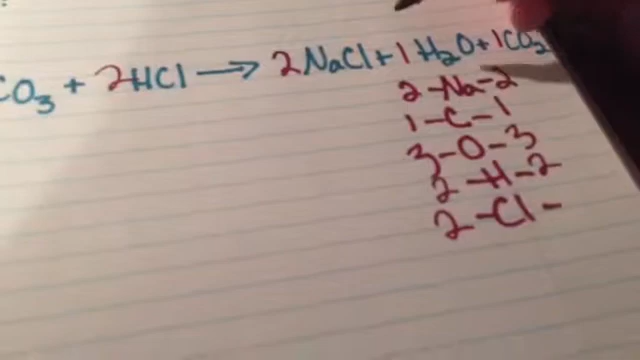 CO₃ + 2HCl → 2NaCl + 1H₂O + 1CO₂
2-Na-2
1-C-1
3-O-3
2-H-2
2-Cl-